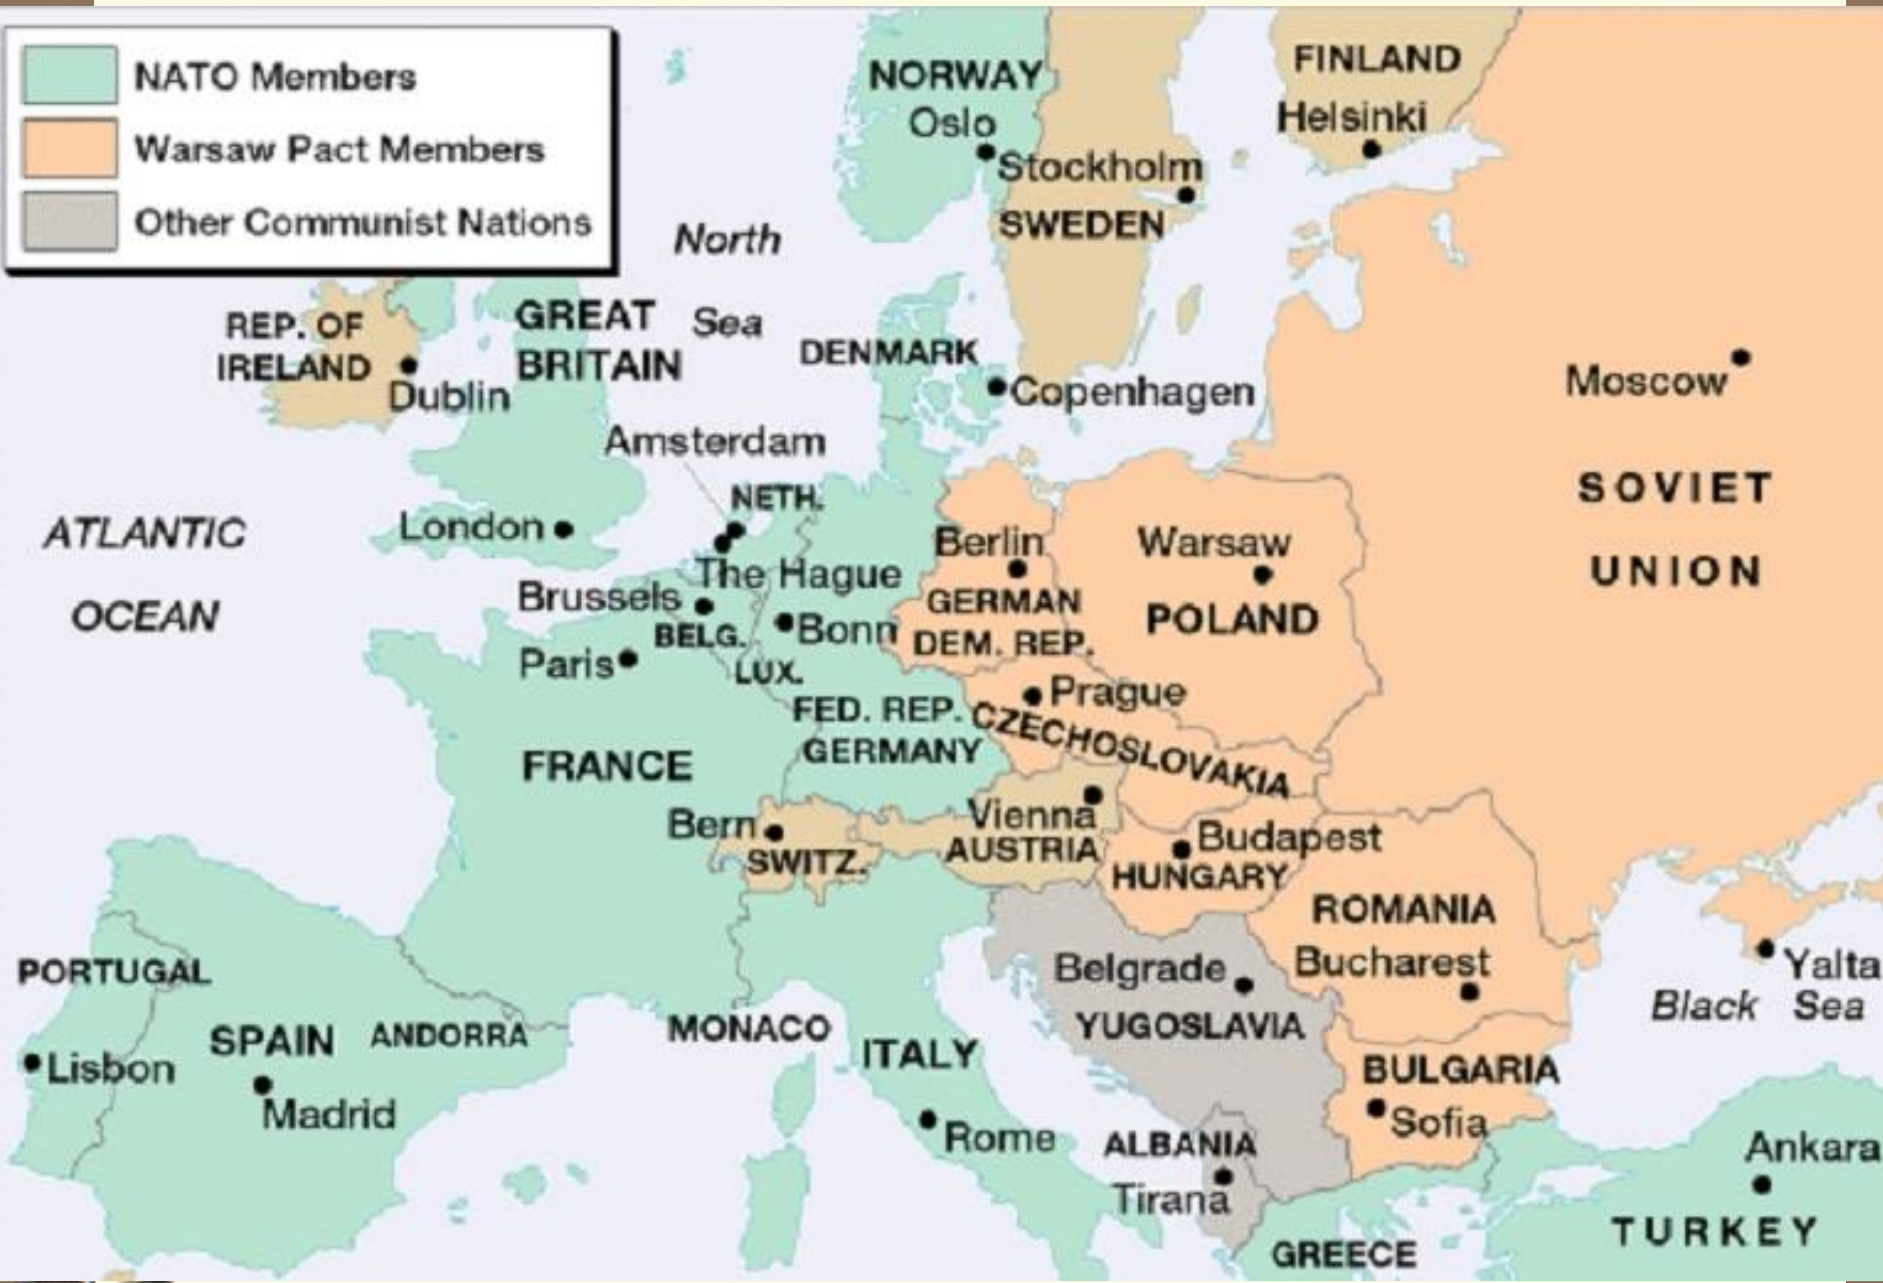 NATO Members
Warsaw Pact Members
Other Communist Nations
NORWAY
Oslo
FINLAND
Helsinki
Stockholm
SWEDEN
North
Sea
REP. OF
IRELAND
Dublin
GREAT
BRITAIN
DENMARK
Copenhagen
Moscow
SOVIET
UNION
Amsterdam
NETH.
ATLANTIC
OCEAN
London
The Hague
Brussels
BELG.
Bonn
LUX.
Paris
Berlin
GERMAN
DEM. REP.
Warsaw
POLAND
Prague
CZECHOSLOVAKIA
FED. REP.
GERMANY
FRANCE
Bern
SWITZ.
Vienna
AUSTRIA
Budapest
HUNGARY
ROMANIA
Bucharest
Yalta
Black Sea
Belgrade
YUGOSLAVIA
PORTUGAL
Lisbon
SPAIN
Madrid
ANDORRA
MONACO
ITALY
Rome
BULGARIA
Sofia
ALBANIA
Tirana
GREECE
Ankara
TURKEY